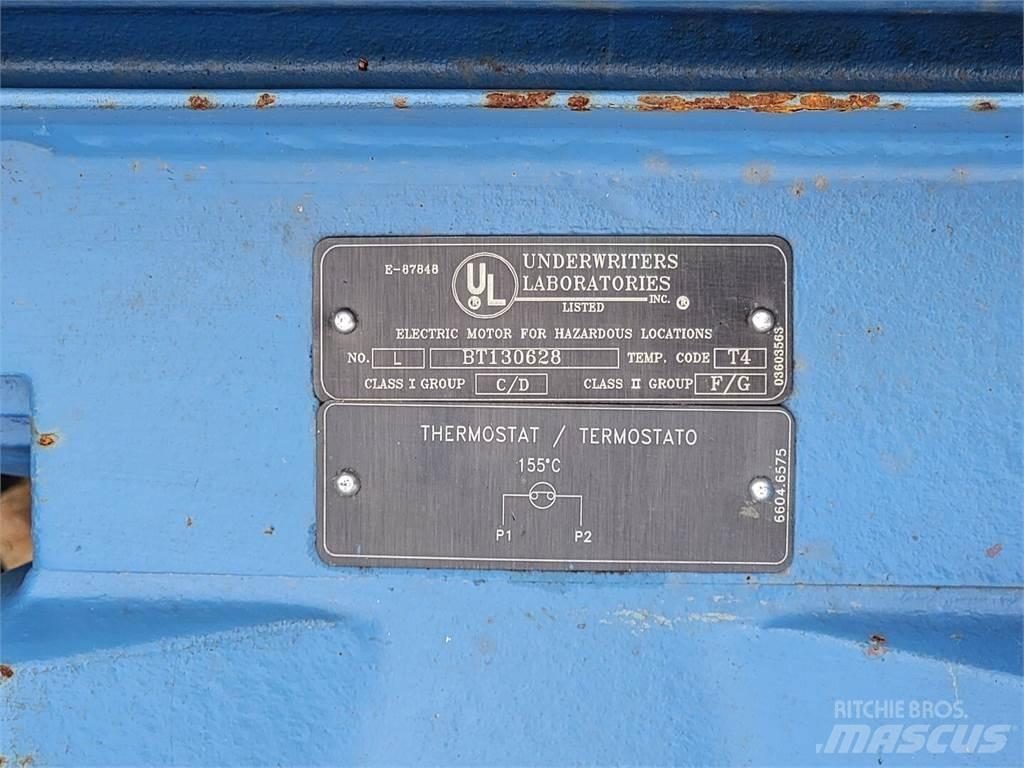 E-87848
UL
UNDERWRITERS
LABORATORIES
INC.
LISTED
ELECTRIC MOTOR FOR HAZARDOUS LOCATIONS
NO. L BT130628 TEMP. CODE T4
CLASS I GROUP C/D CLASS II GROUP F/G
03603563
THERMOSTAT / TERMOSTATO
155°C
P1 P2
6604.6575
RITCHIE BROS.
MASCUS